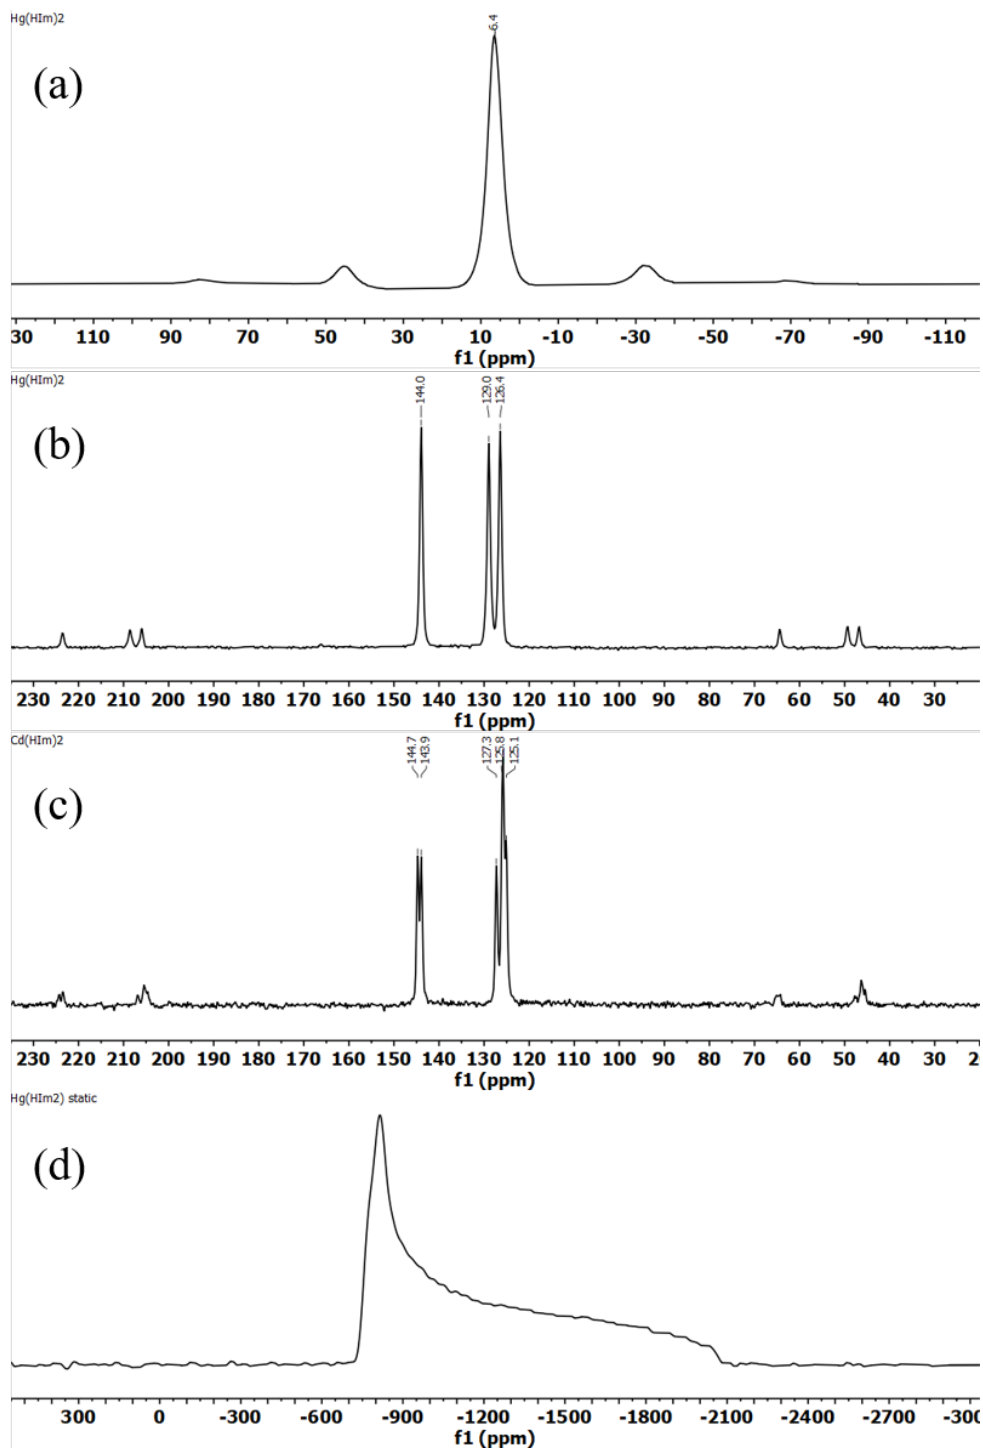 Hg(HIm)2
6.4
(a)
30 110 90 70 50 30 10 -10 -30 -50 -70 -90 -110
f1 (ppm)
Hg(HIm)2
144.0 129.0 126.4
(b)
230 220 210 200 190 180 170 160 150 140 130 120 110 100 90 80 70 60 50 40 30
f1 (ppm)
Cd(HIm)2
144.7 143.9 127.3 125.8 125.1
(c)
230 220 210 200 190 180 170 160 150 140 130 120 110 100 90 80 70 60 50 40 30 2
f1 (ppm)
Hg(HIm2) static
(d)
300 0 -300 -600 -900 -1200 -1500 -1800 -2100 -2400 -2700 -300
f1 (ppm)